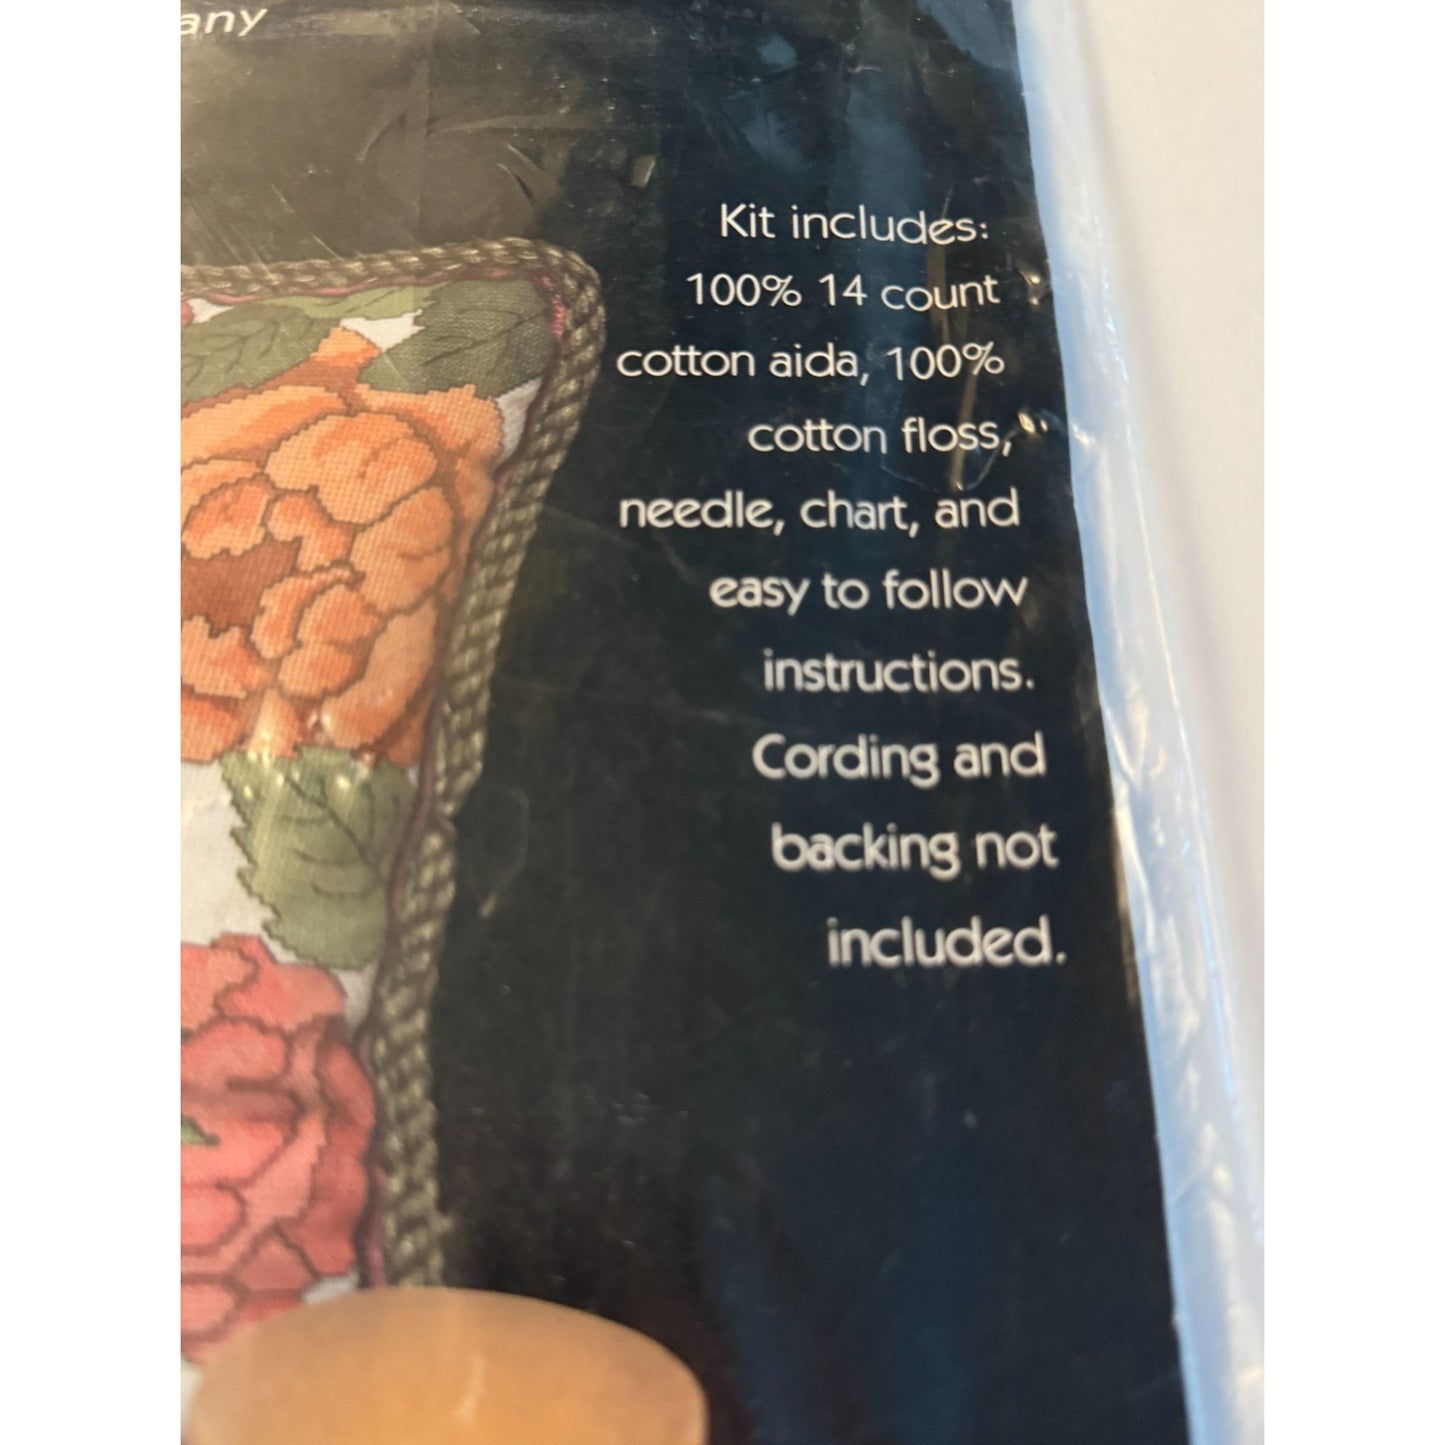 any
Kit includes:
100% 14 count
cotton aida, 100%
cotton floss,
needle, chart, and
easy to follow
instructions.
Cording and
backing not
included.